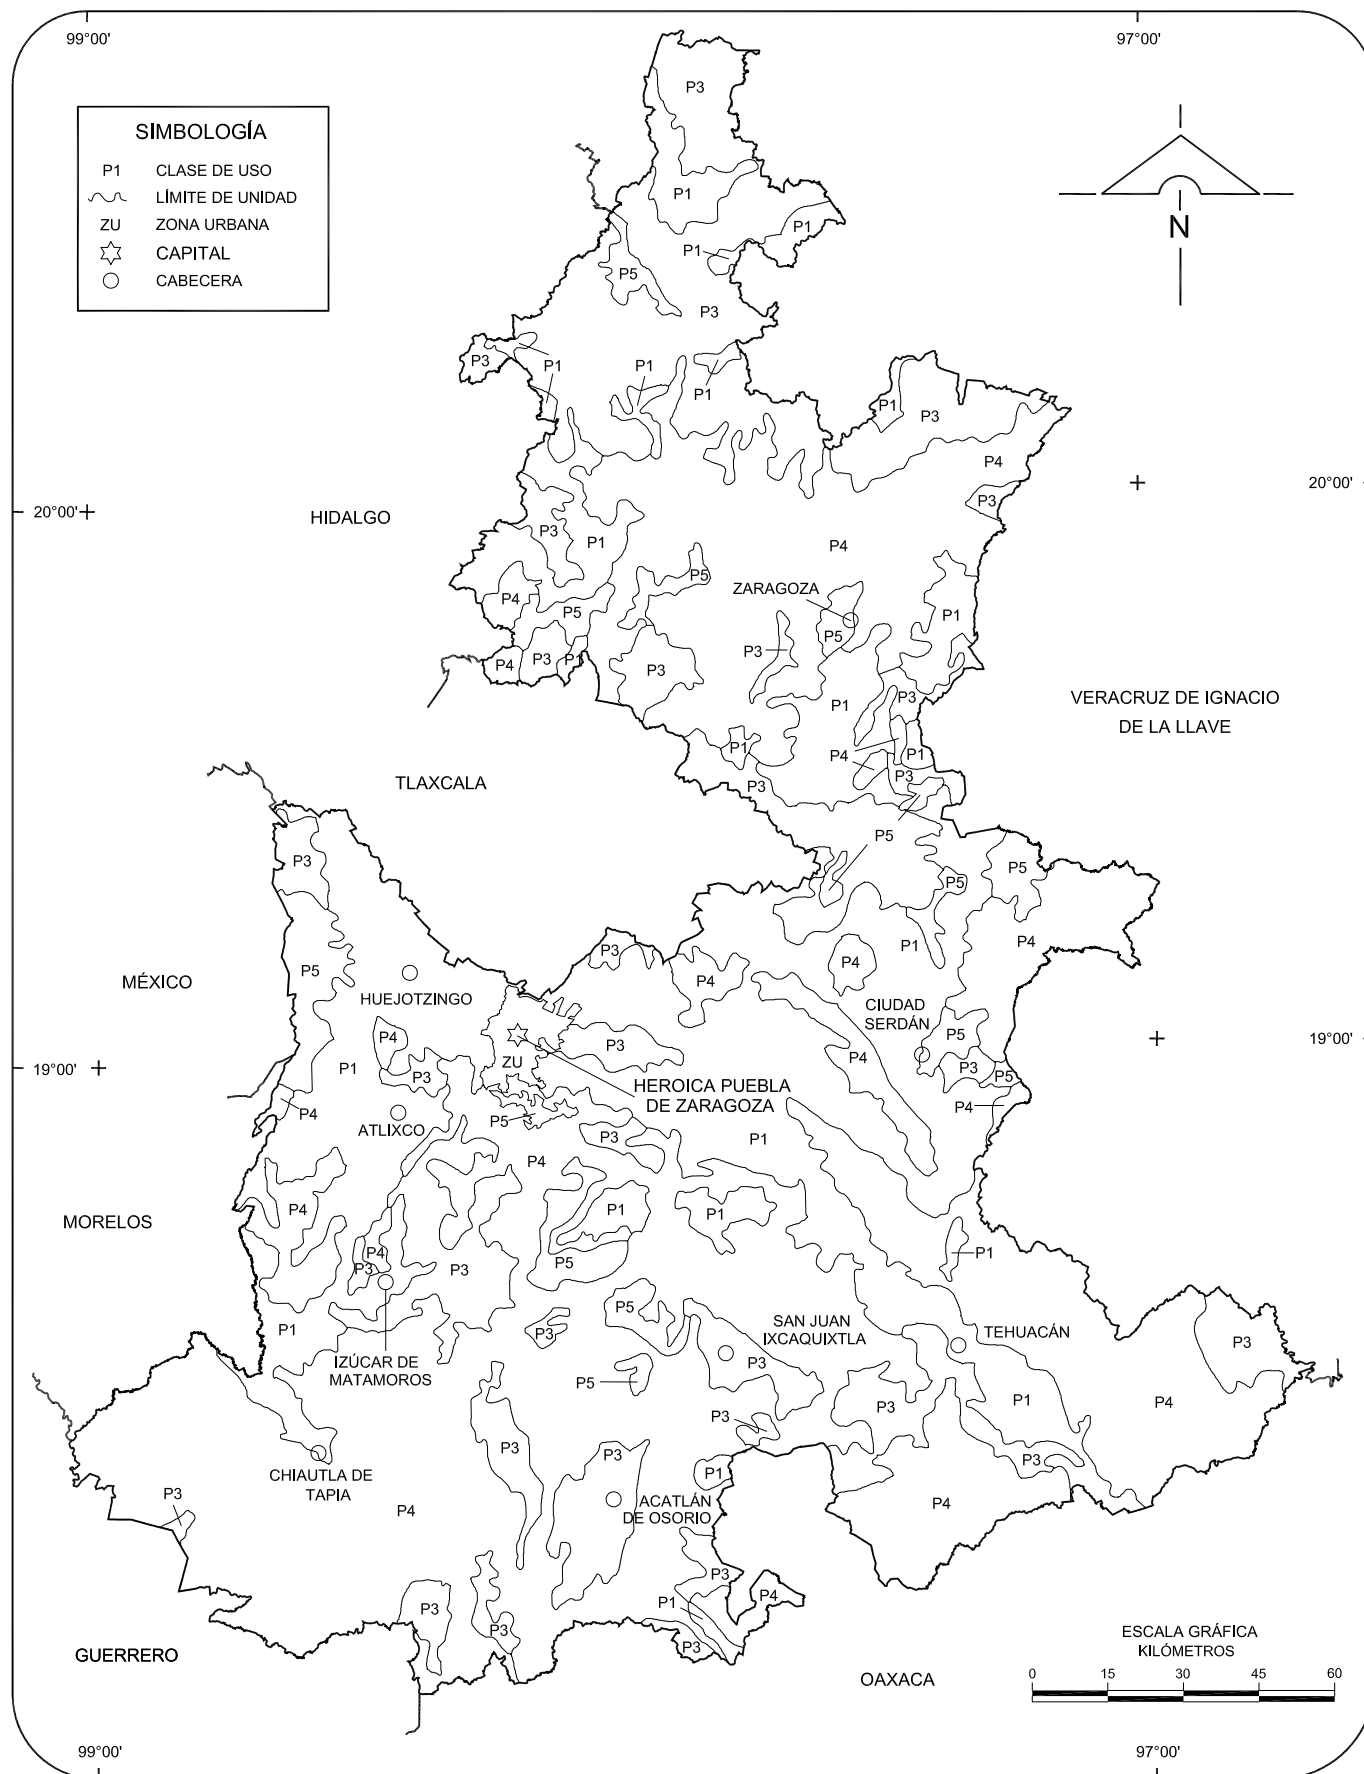 99°00'
97°00'
SIMBOLOGÍA
P1 CLASE DE USO
LÍMITE DE UNIDAD
ZU ZONA URBANA
CAPITAL
CABECERA
N
P3
P1
P1
P1
P5
P3
P3
P1
P1
P1
P1
P3
P4
P3
20°00'
20°00'
HIDALGO
P3
P1
P4
P5
ZARAGOZA
P4
P5
P1
P5
P3
P4
P3
P1
P3
P3
P1
VERACRUZ DE IGNACIO
DE LA LLAVE
P1
P4
P1
P3
TLAXCALA
P3
P5
P3
P5
P5
P4
P1
P3
P4
P4
P5
MÉXICO
HUEJOTZINGO
CIUDAD
SERDÁN
P5
P4
P3
P4
P3
P5
19°00'
19°00'
P1
P3
ZU
HEROICA PUEBLA
DE ZARAGOZA
P4
P4
ATLIXCO
P5
P3
P1
P4
P4
P1
P1
MORELOS
P4
P3
P3
P5
P1
P5
P1
P3
SAN JUAN
IXCAQUIXTLA
TEHUACÁN
P3
IZÚCAR DE
MATAMOROS
P3
P5
P3
P1
P4
P3
P3
P3
P3
CHIAUTLA DE
TAPIA
P1
P3
P4
ACATLÁN
DE OSORIO
P4
P3
P4
P1
P3
P3
P3
GUERRERO
OAXACA
ESCALA GRÁFICA
KILÓMETROS
0 15 30 45 60
99°00'
97°00'